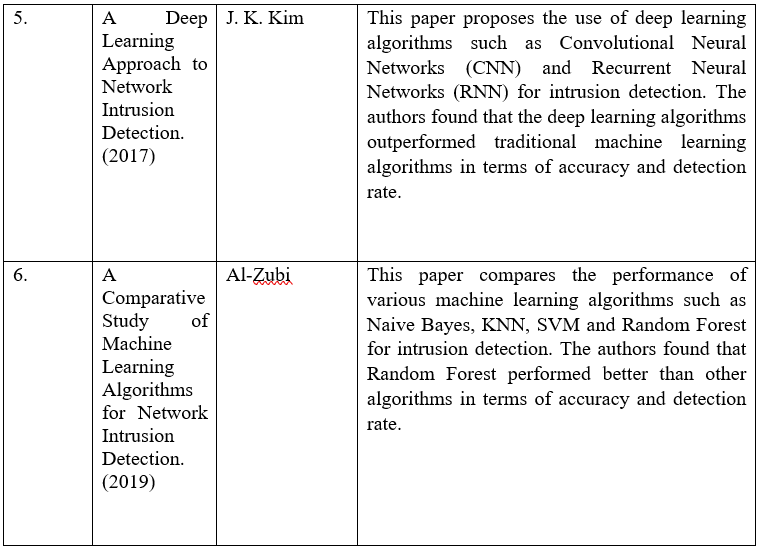 5.
A Deep
Learning
Approach to
Network
Intrusion
Detection.
(2017)
J. K. Kim
This paper proposes the use of deep learning
algorithms such as Convolutional Neural
Networks (CNN) and Recurrent Neural
Networks (RNN) for intrusion detection. The
authors found that the deep learning algorithms
outperformed traditional machine learning
algorithms in terms of accuracy and detection
rate.
6.
A
Comparative
Study of
Machine
Learning
Algorithms
for Network
Intrusion
Detection.
(2019)
Al-Zubi
This paper compares the performance of
various machine learning algorithms such as
Naive Bayes, KNN, SVM and Random Forest
for intrusion detection. The authors found that
Random Forest performed better than other
algorithms in terms of accuracy and detection
rate.